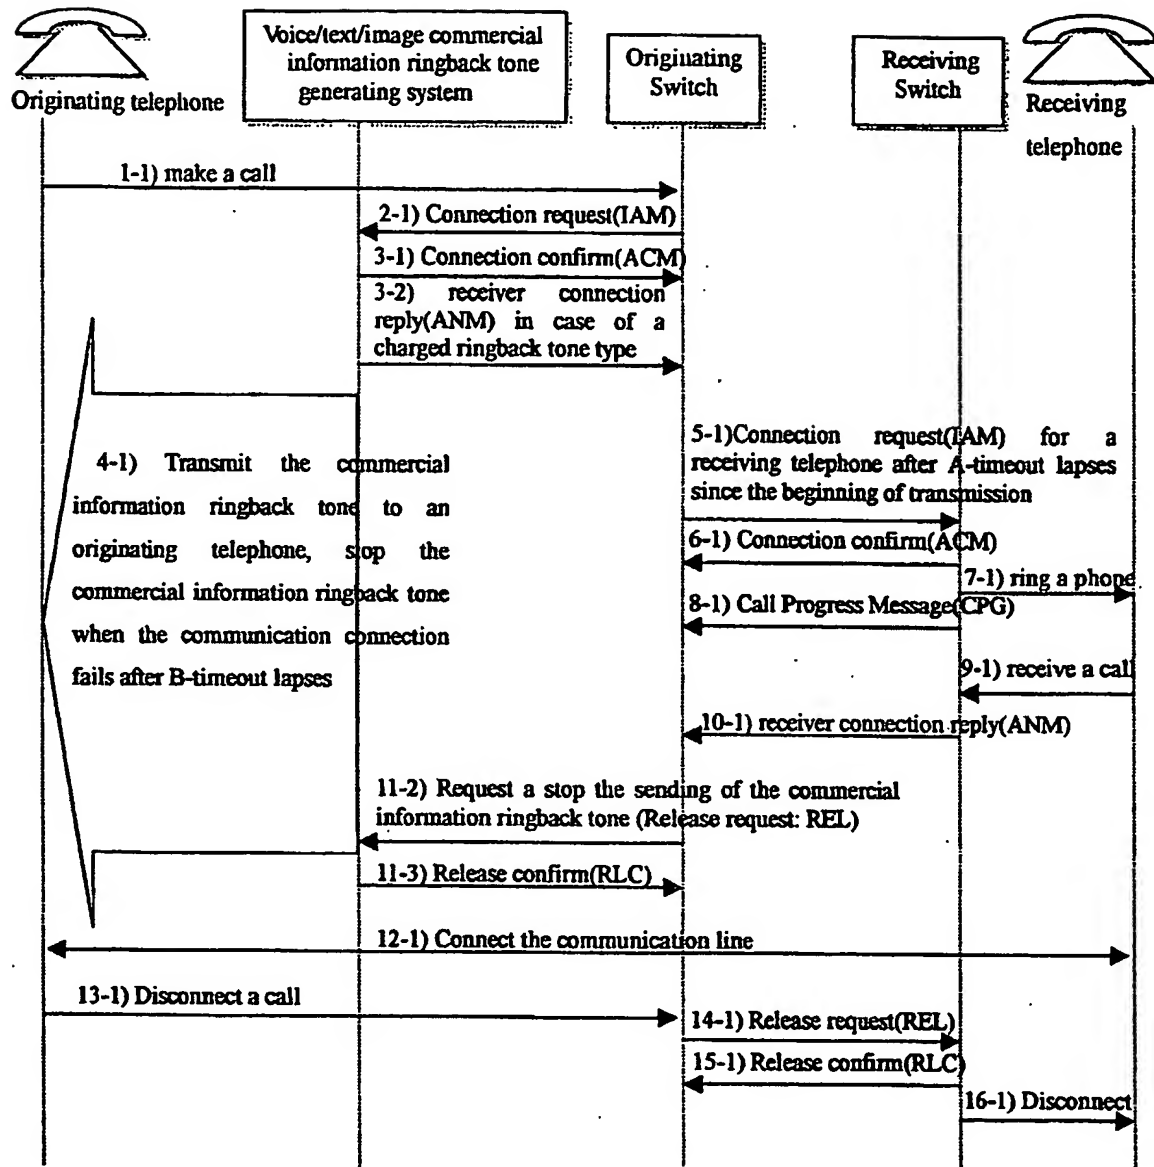 Originating telephone
Voice/text/image commercial
information ringback tone
generating system
Originating
Switch
Receiving
Switch
Receiving
telephone
1-1) make a call
2-1) Connection request(IAM)
3-1) Connection confirm(ACM)
3-2) receiver connection
reply(ANM) in case of a
charged ringback tone type
4-1) Transmit the commercial
information ringback tone to an
originating telephone, stop the
commercial information ringback tone
when the communication connection
fails after B-timeout lapses
5-1)Connection request(IAM) for a
receiving telephone after A-timeout lapses
since the beginning of transmission
6-1) Connection confirm(ACM)
7-1) ring a phone
8-1) Call Progress Message(CPG)
9-1) receive a call
10-1) receiver connection reply(ANM)
11-2) Request a stop the sending of the commercial
information ringback tone (Release request: REL)
11-3) Release confirm(RLC)
12-1) Connect the communication line
13-1) Disconnect a call
14-1) Release request(REL)
15-1) Release confirm(RLC)
16-1) Disconnect